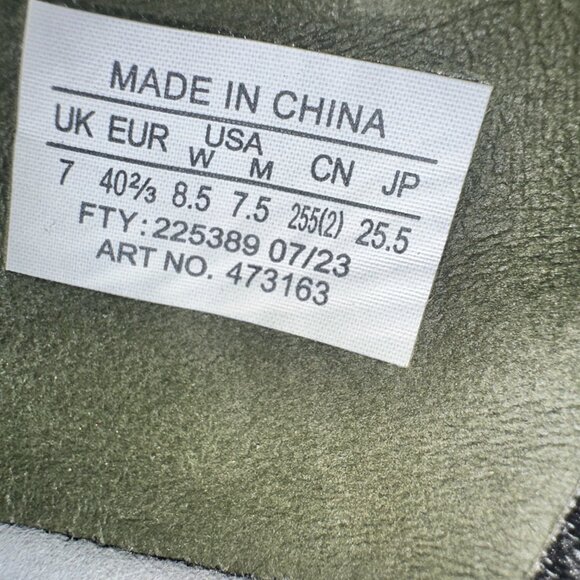 MADE IN CHINA
UK EUR USA CN JP
W M
7 40⅔ 8.5 7.5 255(2) 25.5
FTY: 225389 07/23
ART NO. 473163